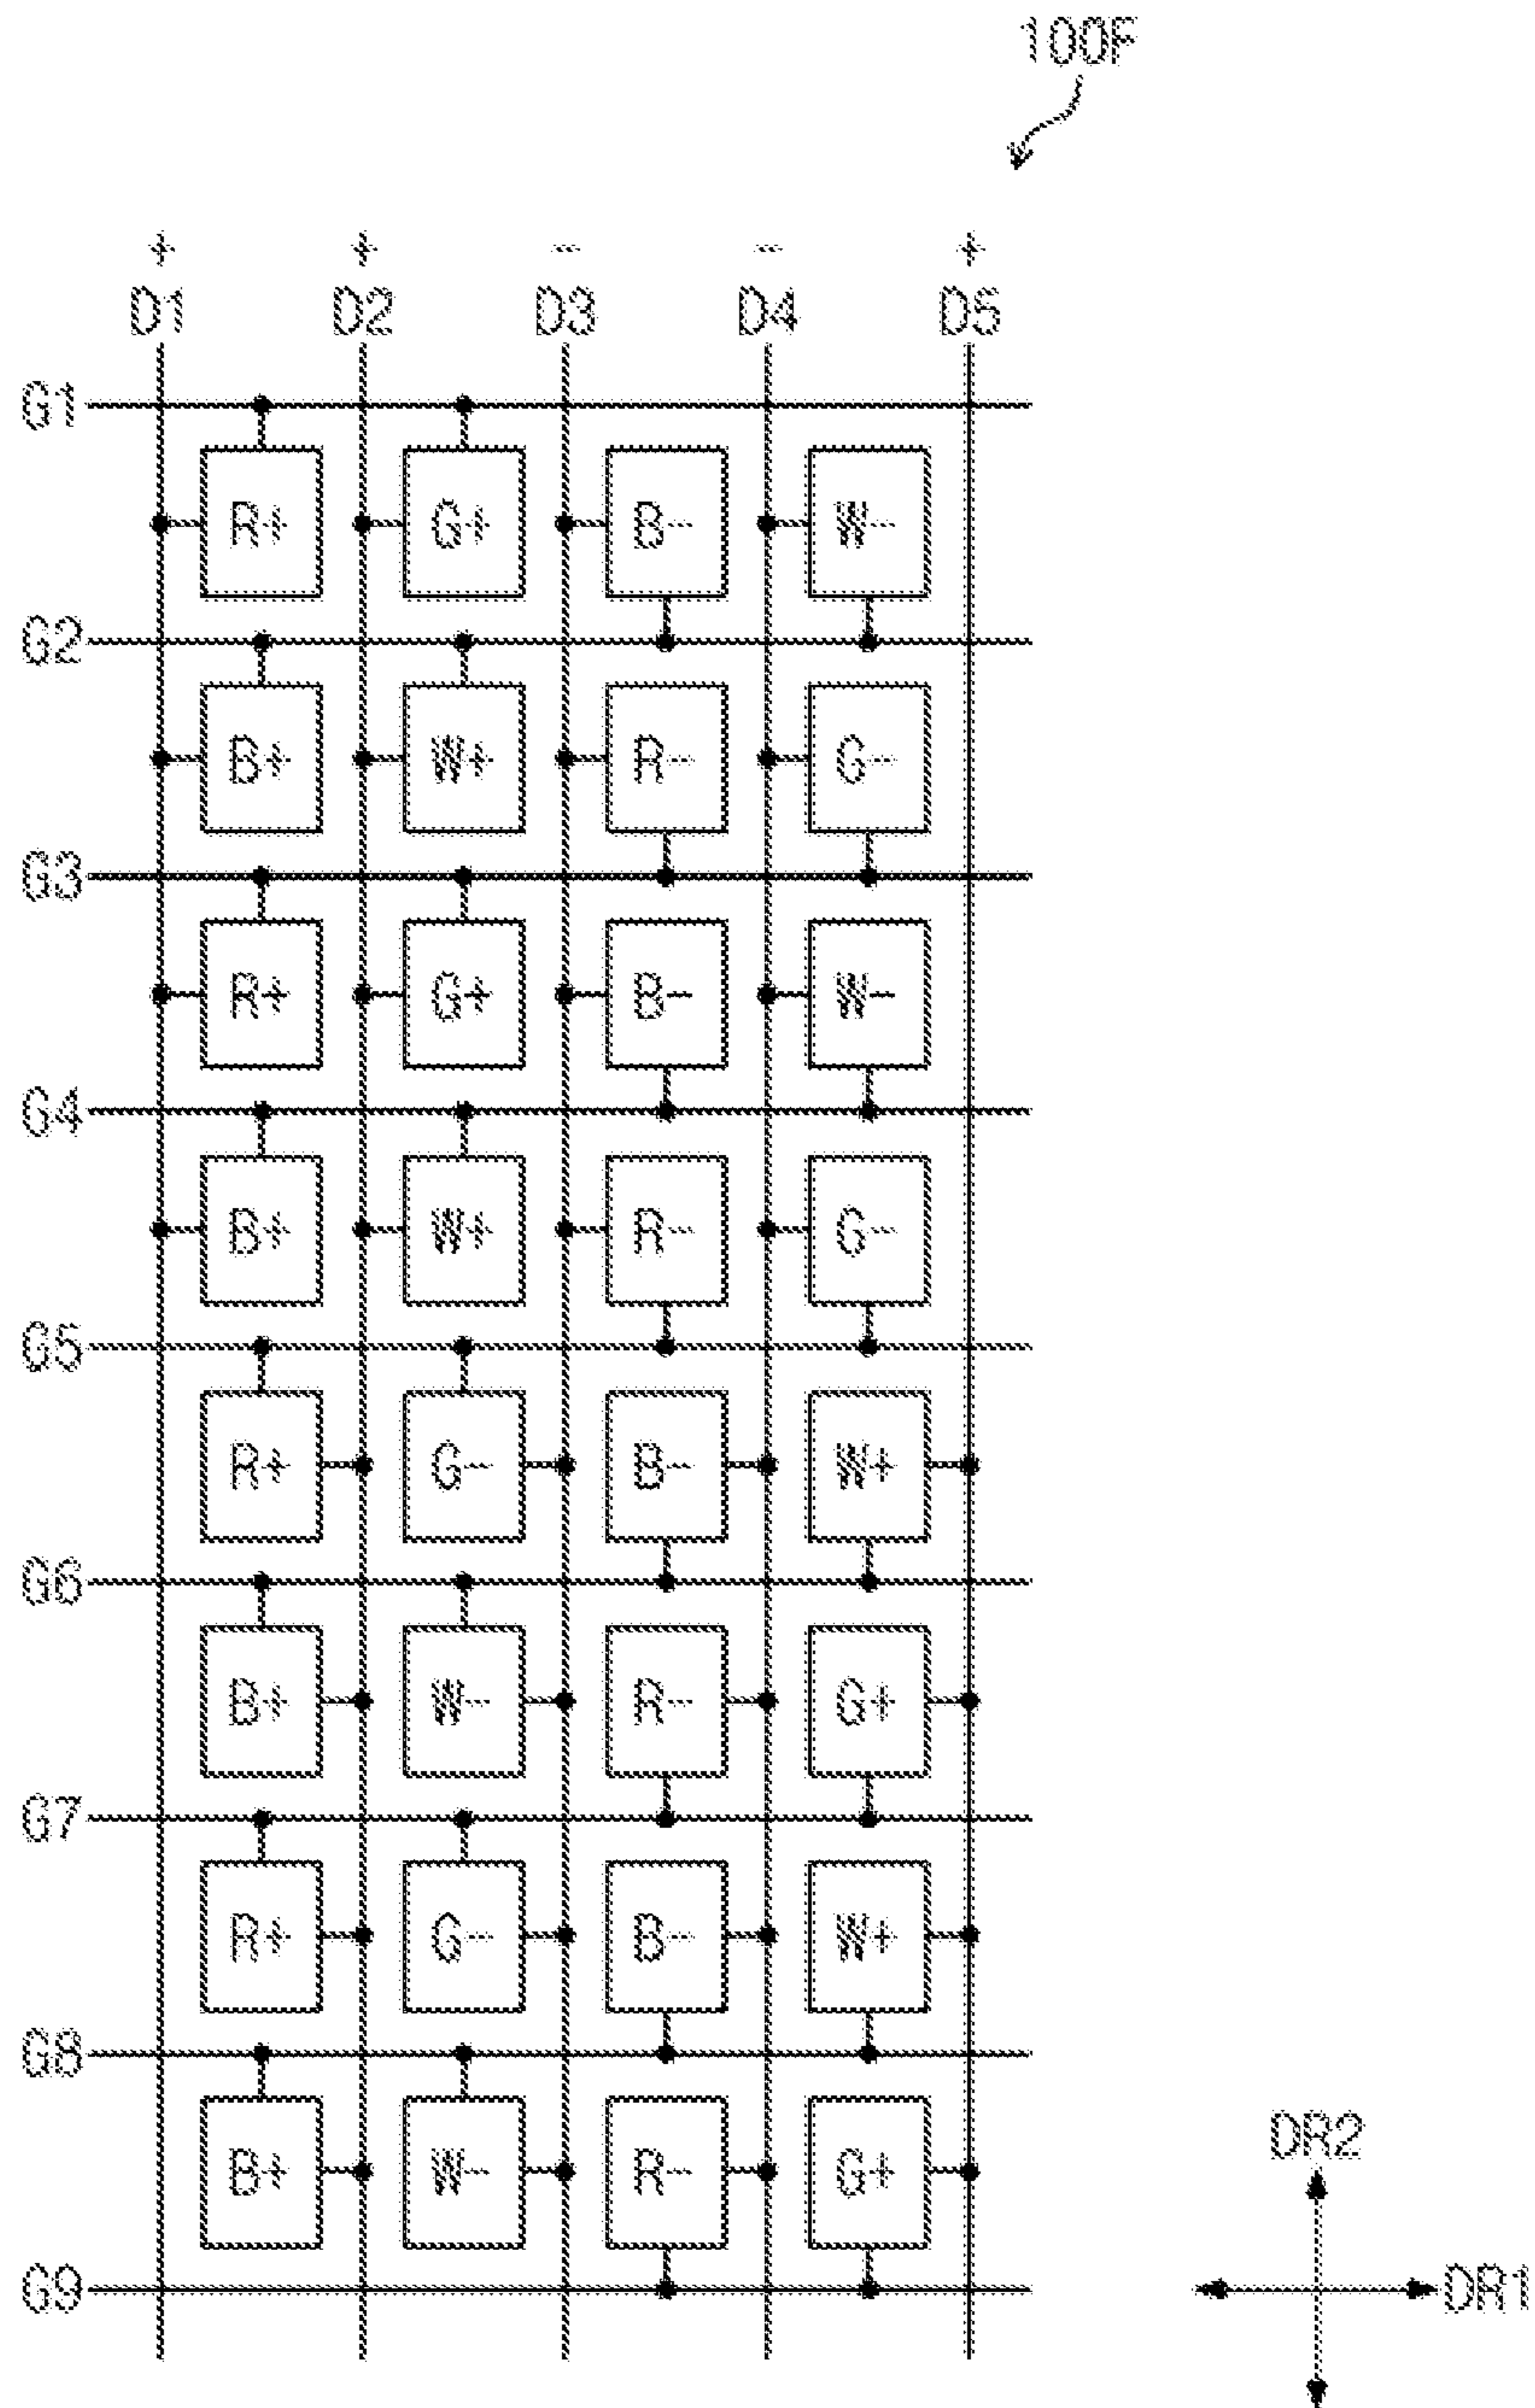 100F
+ + - - +
D1 D2 D3 D4 D5
G1
R+ G+ B- W-
G2
B+ W+ R- G-
G3
R+ G+ B- W-
G4
B+ W+ R- G-
G5
R+ G- B- W+
G6
B+ W- R- G+
G7
R+ G- B- W+
G8
B+ W- R- G+
G9
DR2
DR1